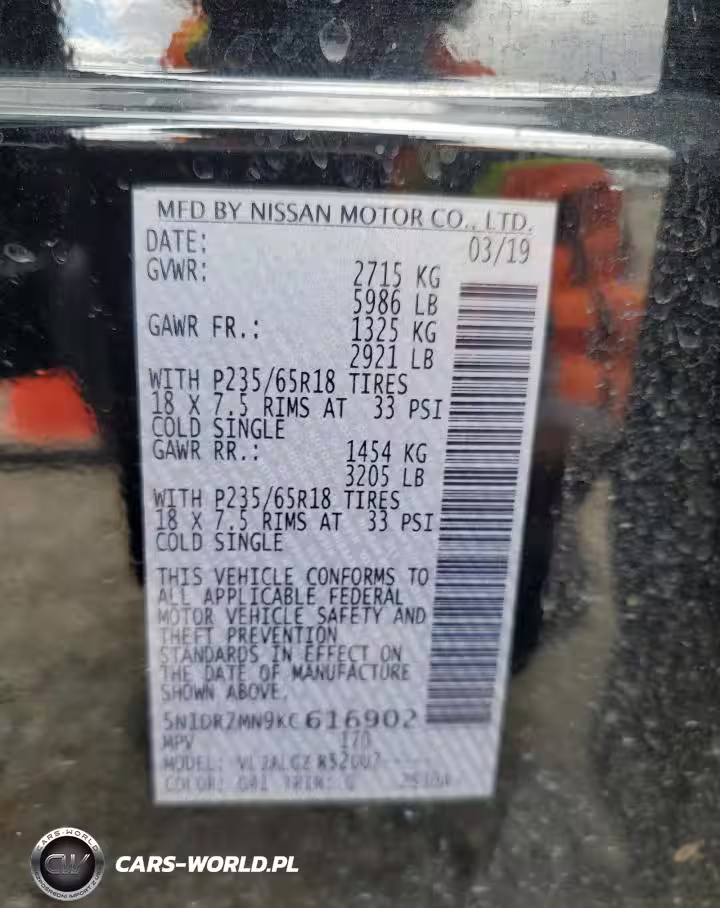 MFD BY NISSAN MOTOR CO., LTD.
DATE: 03/19
GVWR: 2715 KG
5986 LB
GAWR FR.: 1325 KG
2921 LB
WITH P235/65R18 TIRES
18 X 7.5 RIMS AT 33 PSI
COLD SINGLE
GAWR RR.: 1454 KG
3205 LB
WITH P235/65R18 TIRES
18 X 7.5 RIMS AT 33 PSI
COLD SINGLE
THIS VEHICLE CONFORMS TO
ALL APPLICABLE FEDERAL
MOTOR VEHICLE SAFETY AND
THEFT PREVENTION
STANDARDS IN EFFECT ON
THE DATE OF MANUFACTURE
SHOWN ABOVE.
5N1DR2MN9KC616902
MPV
MODEL:
COLOR: TRIM: G
CARS-WORLD
CW
CARS-WORLD.PL